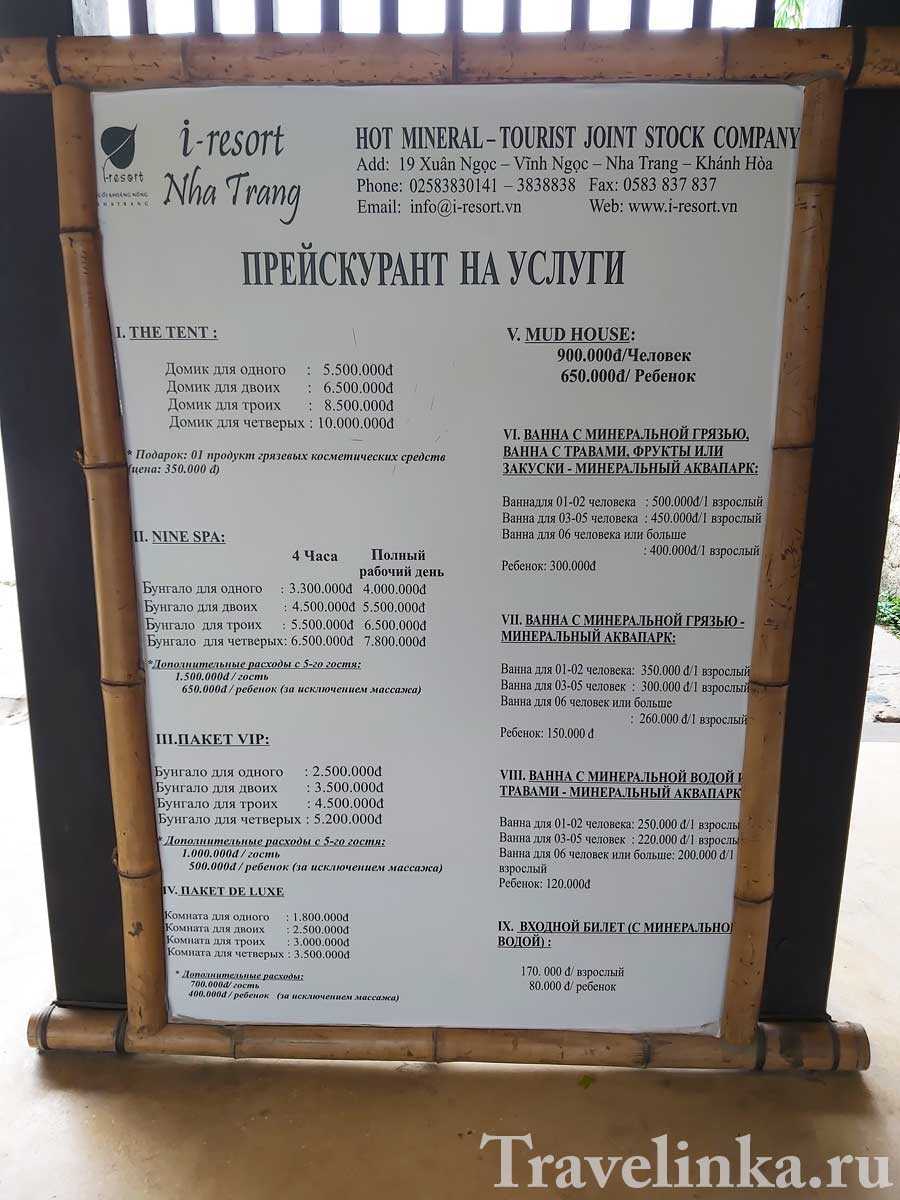 i-resort
Nha Trang
i-resort
HOT MINERAL – TOURIST JOINT STOCK COMPANY
Add: 19 Xuân Ngọc – Vĩnh Ngọc – Nha Trang – Khánh Hòa
Phone: 02583830141 – 3838838 Fax: 0583 837 837
Email: info@i-resort.vn Web: www.i-resort.vn
ПРЕЙСКУРАНТ НА УСЛУГИ
I. THE TENT :
Домик для одного : 5.500.000đ
Домик для двоих : 6.500.000đ
Домик для троих : 8.500.000đ
Домик для четверых : 10.000.000đ
* Подарок: 01 продукт грязевых косметических средств
(цена: 350.000 đ)
II. NINE SPA:
4 Часа Полный
рабочий день
Бунгало для одного : 3.300.000đ 4.000.000đ
Бунгало для двоих : 4.500.000đ 5.500.000đ
Бунгало для троих : 5.500.000đ 6.500.000đ
Бунгало для четверых: 6.500.000đ 7.800.000đ
*Дополнительные расходы с 5-го гостя:
1.500.000đ / гость
650.000đ / ребенок (за исключением массажа)
III.ПАКЕТ VIP:
Бунгало для одного : 2.500.000đ
Бунгало для двоих : 3.500.000đ
Бунгало для троих : 4.500.000đ
Бунгало для четверых : 5.200.000đ
* Дополнительные расходы с 5-го гостя:
1.000.000đ / гость
500.000đ / ребенок (за исключением массажа)
IV. ПАКЕТ DE LUXE
Комната для одного : 1.800.000đ
Комната для двоих : 2.500.000đ
Комната для троих : 3.000.000đ
Комната для четверых : 3.500.000đ
* Дополнительные расходы:
700.000đ/ гость
400.000đ / ребенок (за исключением массажа)
V. MUD HOUSE:
900.000đ/Человек
650.000đ/ Ребенок
VI. ВАННА С МИНЕРАЛЬНОЙ ГРЯЗЬЮ,
ВАННА С ТРАВАМИ, ФРУКТЫ ИЛИ
ЗАКУСКИ - МИНЕРАЛЬНЫЙ АКВАПАРК:
Ваннадля 01-02 человека : 500.000đ/1 взрослый
Ванна для 03-05 человека : 450.000đ/1 взрослый
Ванна для 06 человека или больше
: 400.000đ/1 взрослый
Ребенок: 300.000đ
VII. ВАННА С МИНЕРАЛЬНОЙ ГРЯЗЬЮ -
МИНЕРАЛЬНЫЙ АКВАПАРК:
Ванна для 01-02 человека: 350.000 đ/1 взрослый
Ванна для 03-05 человек : 300.000 đ/1 взрослый
Ванна для 06 человек или больше
: 260.000 đ/1 взрослый
Ребенок: 150.000 đ
VIII. ВАННА С МИНЕРАЛЬНОЙ ВОДОЙ И
ТРАВАМИ - МИНЕРАЛЬНЫЙ АКВАПАРК
Ванна для 01-02 человека: 250.000 đ/1 взрослы
Ванна для 03-05 человек : 220.000 đ/1 взрослы
Ванна для 06 человек или больше: 200.000 đ/1
взрослый
Ребенок: 120.000đ
IX. ВХОДНОЙ БИЛЕТ (С МИНЕРАЛЬНО
ВОДОЙ) :
170. 000 đ/ взрослый
80.000 đ/ ребенок
Travelinka.ru